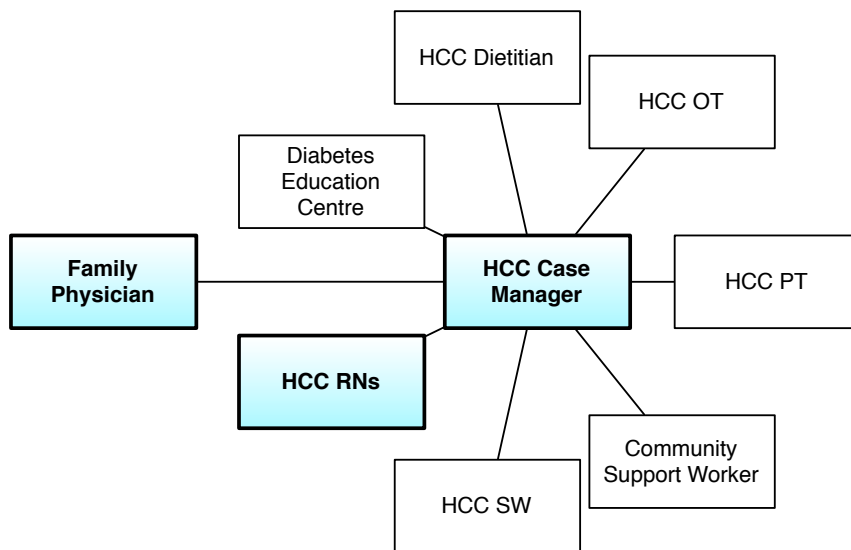 HCC Dietitian
HCC OT
Diabetes
Education
Centre
Family
Physician
HCC Case
Manager
HCC PT
HCC RNs
Community
Support Worker
HCC SW